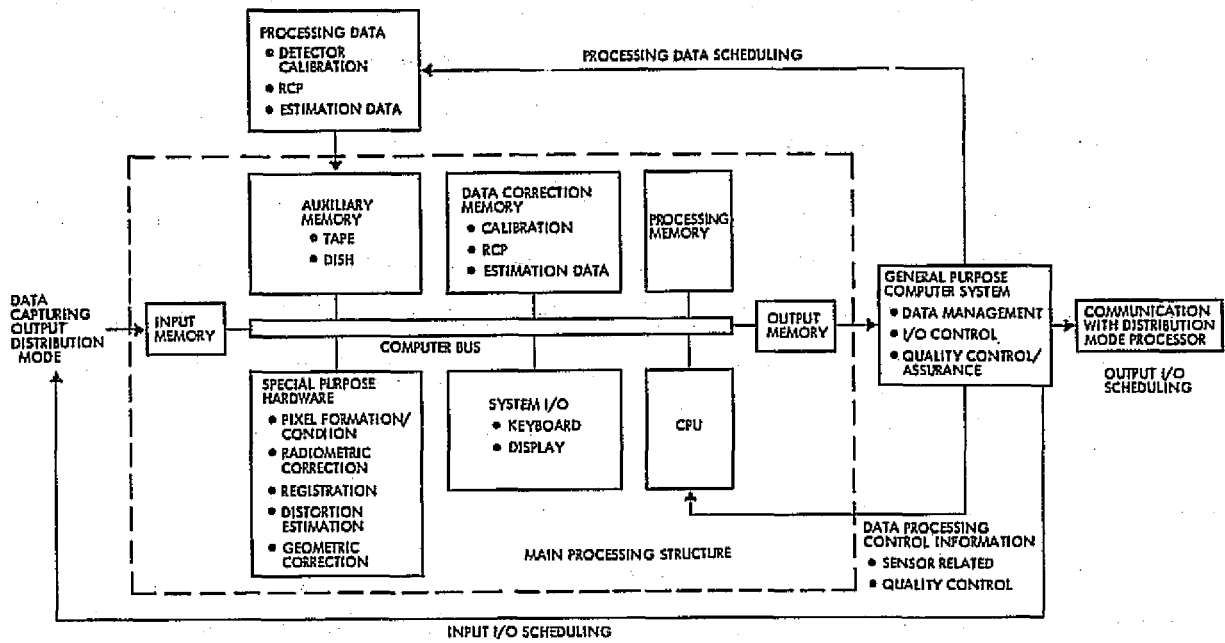 PROCESSING DATA
• DETECTOR
CALIBRATION
• RCP
• ESTIMATION DATA
PROCESSING DATA SCHEDULING
AUXILIARY
MEMORY
• TAPE
• DISH
DATA CORRECTION
MEMORY
• CALIBRATION
• RCP
• ESTIMATION DATA
PROCESSING
MEMORY
DATA
CAPTURING
OUTPUT
DISTRIBUTION
MODE
INPUT
MEMORY
COMPUTER BUS
OUTPUT
MEMORY
GENERAL PURPOSE
COMPUTER SYSTEM
• DATA MANAGEMENT
• I/O CONTROL
• QUALITY CONTROL/
ASSURANCE
COMMUNICATION
WITH DISTRIBUTION
MODE PROCESSOR
OUTPUT I/O
SCHEDULING
SPECIAL PURPOSE
HARDWARE
• PIXEL FORMATION/
CONDIION
• RADIOMETRIC
CORRECTION
• REGISTRATION
• DISTORTION
ESTIMATION
• GEOMETRIC
CORRECTION
SYSTEM I/O
• KEYBOARD
• DISPLAY
CPU
MAIN PROCESSING STRUCTURE
DATA PROCESSING
CONTROL INFORMATION
• SENSOR RELATED
• QUALITY CONTROL
INPUT I/O SCHEDULING